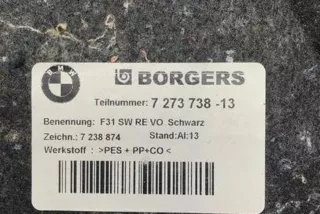 BMW
BORGERS
Teilnummer: 7 273 738 -13
Benennung: F31 SW RE VO Schwarz
Zeichn.: 7 238 874 Stand:AI:13
Werkstoff : >PES + PP+CO <